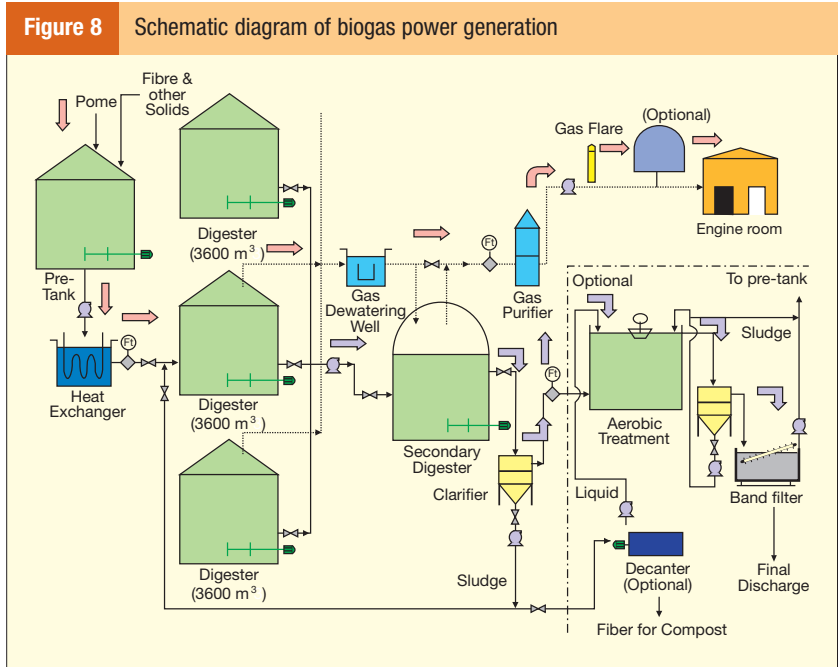 Figure 8
Schematic diagram of biogas power generation
Fibre &
other
Solids
Pome
(Optional)
Gas Flare
Engine room
Digester
(3600 m³ )
Pre-
Tank
Ft
Gas
Dewatering
Well
Ft
Gas
Purifier
Optional
To pre-tank
Sludge
Ft
Heat
Exchanger
Digester
(3600 m³ )
Secondary
Digester
Aerobic
Treatment
Clarifier
Liquid
Band filter
Digester
(3600 m³ )
Sludge
Decanter
(Optional)
Final
Discharge
Fiber for Compost